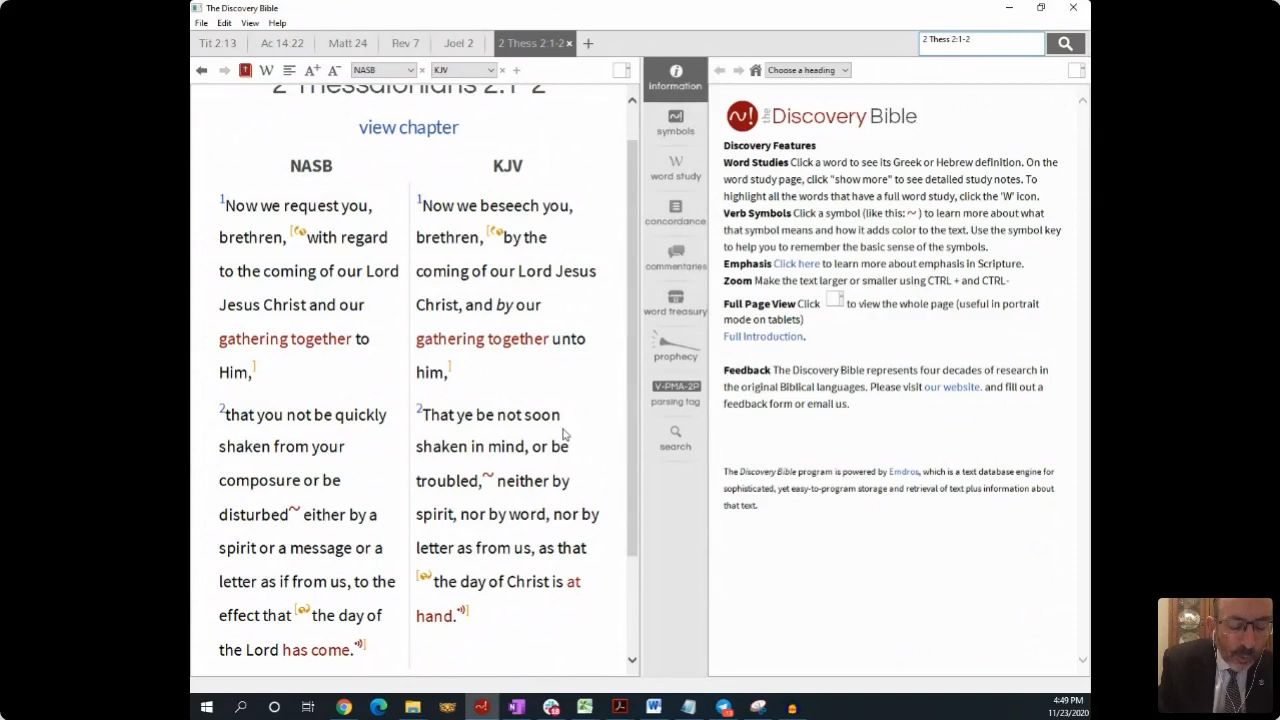 The Discovery Bible
File Edit View Help
Tit 2:13 Ac 14:22 Matt 24 Rev 7 Joel 2 2 Thess 2:1-2 × +
2 Thess 2:1-2
W A+ A- NASB × KJV × +
Choose a heading
2 Thessalonians 2:1-2
view chapter
NASB
1Now we request you,
brethren, [with regard
to the coming of our Lord
Jesus Christ and our
gathering together to
Him,]
2that you not be quickly
shaken from your
composure or be
disturbed~ either by a
spirit or a message or a
letter as if from us, to the
effect that [the day of
the Lord has come.]
KJV
1Now we beseech you,
brethren, [by the
coming of our Lord Jesus
Christ, and by our
gathering together unto
him,]
2That ye be not soon
shaken in mind, or be
troubled,~ neither by
spirit, nor by word, nor by
letter as from us, as that
[the day of Christ is at
hand.]
information
symbols
W
word study
concordance
commentaries
word treasury
prophecy
V-PMA-2P
parsing tag
search
the Discovery Bible
Discovery Features
Word Studies Click a word to see its Greek or Hebrew definition. On the
word study page, click "show more" to see detailed study notes. To
highlight all the words that have a full word study, click the 'W' icon.
Verb Symbols Click a symbol (like this: ~ ) to learn more about what
that symbol means and how it adds color to the text. Use the symbol key
to help you to remember the basic sense of the symbols.
Emphasis Click here to learn more about emphasis in Scripture.
Zoom Make the text larger or smaller using CTRL + and CTRL-
Full Page View Click to view the whole page (useful in portrait
mode on tablets)
Full Introduction.
Feedback The Discovery Bible represents four decades of research in
the original Biblical languages. Please visit our website. and fill out a
feedback form or email us.
The Discovery Bible program is powered by Emdros, which is a text database engine for
sophisticated, yet easy-to-program storage and retrieval of text plus information about
that text.
4:49 PM
11/23/2020